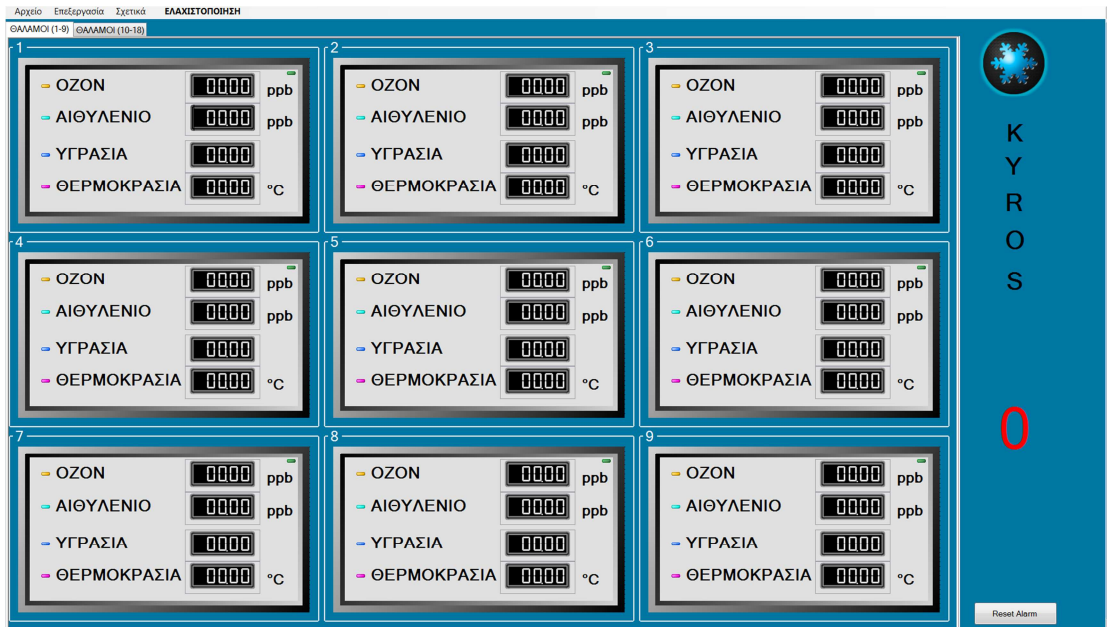 Αρχείο Επεξεργασία Σχετικά ΕΛΑΧΙΣΤΟΠΟΙΗΣΗ
ΘΑΛΑΜΟΙ (1-9) ΘΑΛΑΜΟΙ (10-18)
1
ΟΖΟΝ 00.00 ppb
ΑΙΘΥΛΕΝΙΟ 00.00 ppb
ΥΓΡΑΣΙΑ 00.00
ΘΕΡΜΟΚΡΑΣΙΑ 00.00 °C
2
ΟΖΟΝ 00.00 ppb
ΑΙΘΥΛΕΝΙΟ 00.00 ppb
ΥΓΡΑΣΙΑ 00.00
ΘΕΡΜΟΚΡΑΣΙΑ 00.00 °C
3
ΟΖΟΝ 00.00 ppb
ΑΙΘΥΛΕΝΙΟ 00.00 ppb
ΥΓΡΑΣΙΑ 00.00
ΘΕΡΜΟΚΡΑΣΙΑ 00.00 °C
4
ΟΖΟΝ 00.00 ppb
ΑΙΘΥΛΕΝΙΟ 00.00 ppb
ΥΓΡΑΣΙΑ 00.00
ΘΕΡΜΟΚΡΑΣΙΑ 00.00 °C
5
ΟΖΟΝ 00.00 ppb
ΑΙΘΥΛΕΝΙΟ 00.00 ppb
ΥΓΡΑΣΙΑ 00.00
ΘΕΡΜΟΚΡΑΣΙΑ 00.00 °C
6
ΟΖΟΝ 00.00 ppb
ΑΙΘΥΛΕΝΙΟ 00.00 ppb
ΥΓΡΑΣΙΑ 00.00
ΘΕΡΜΟΚΡΑΣΙΑ 00.00 °C
7
ΟΖΟΝ 00.00 ppb
ΑΙΘΥΛΕΝΙΟ 00.00 ppb
ΥΓΡΑΣΙΑ 00.00
ΘΕΡΜΟΚΡΑΣΙΑ 00.00 °C
8
ΟΖΟΝ 00.00 ppb
ΑΙΘΥΛΕΝΙΟ 00.00 ppb
ΥΓΡΑΣΙΑ 00.00
ΘΕΡΜΟΚΡΑΣΙΑ 00.00 °C
9
ΟΖΟΝ 00.00 ppb
ΑΙΘΥΛΕΝΙΟ 00.00 ppb
ΥΓΡΑΣΙΑ 00.00
ΘΕΡΜΟΚΡΑΣΙΑ 00.00 °C
K
Y
R
O
S
0
Reset Alarm